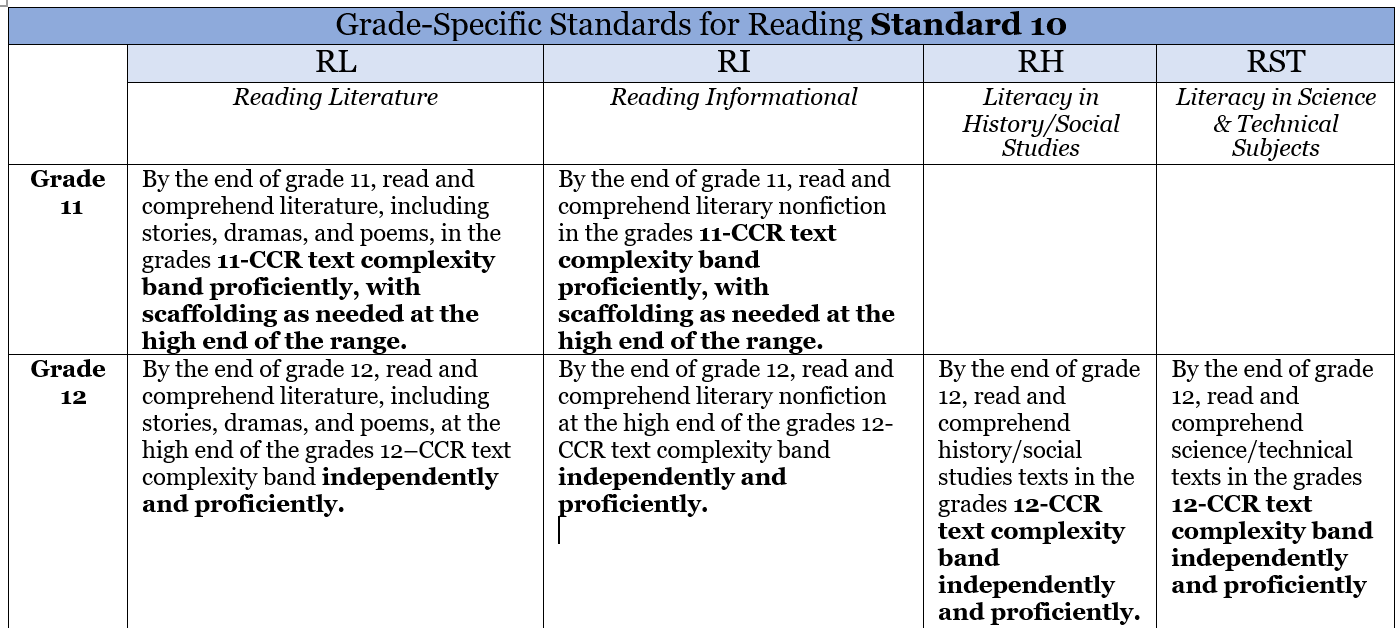 Grade-Specific Standards for Reading Standard 10
RL
RI
RH
RST
Reading Literature
Reading Informational
Literacy in
History/Social
Studies
Literacy in Science
& Technical
Subjects
Grade
11
By the end of grade 11, read and
comprehend literature, including
stories, dramas, and poems, in the
grades 11-CCR text complexity
band proficiently, with
scaffolding as needed at the
high end of the range.
By the end of grade 11, read and
comprehend literary nonfiction
in the grades 11-CCR text
complexity band
proficiently, with
scaffolding as needed at the
high end of the range.
Grade
12
By the end of grade 12, read and
comprehend literature, including
stories, dramas, and poems, at the
high end of the grades 12–CCR text
complexity band independently
and proficiently.
By the end of grade 12, read and
comprehend literary nonfiction
at the high end of the grades 12-
CCR text complexity band
independently and
proficiently.
By the end of grade
12, read and
comprehend
history/social
studies texts in the
grades 12-CCR
text complexity
band
independently
and proficiently.
By the end of grade
12, read and
comprehend
science/technical
texts in the grades
12-CCR text
complexity band
independently
and proficiently